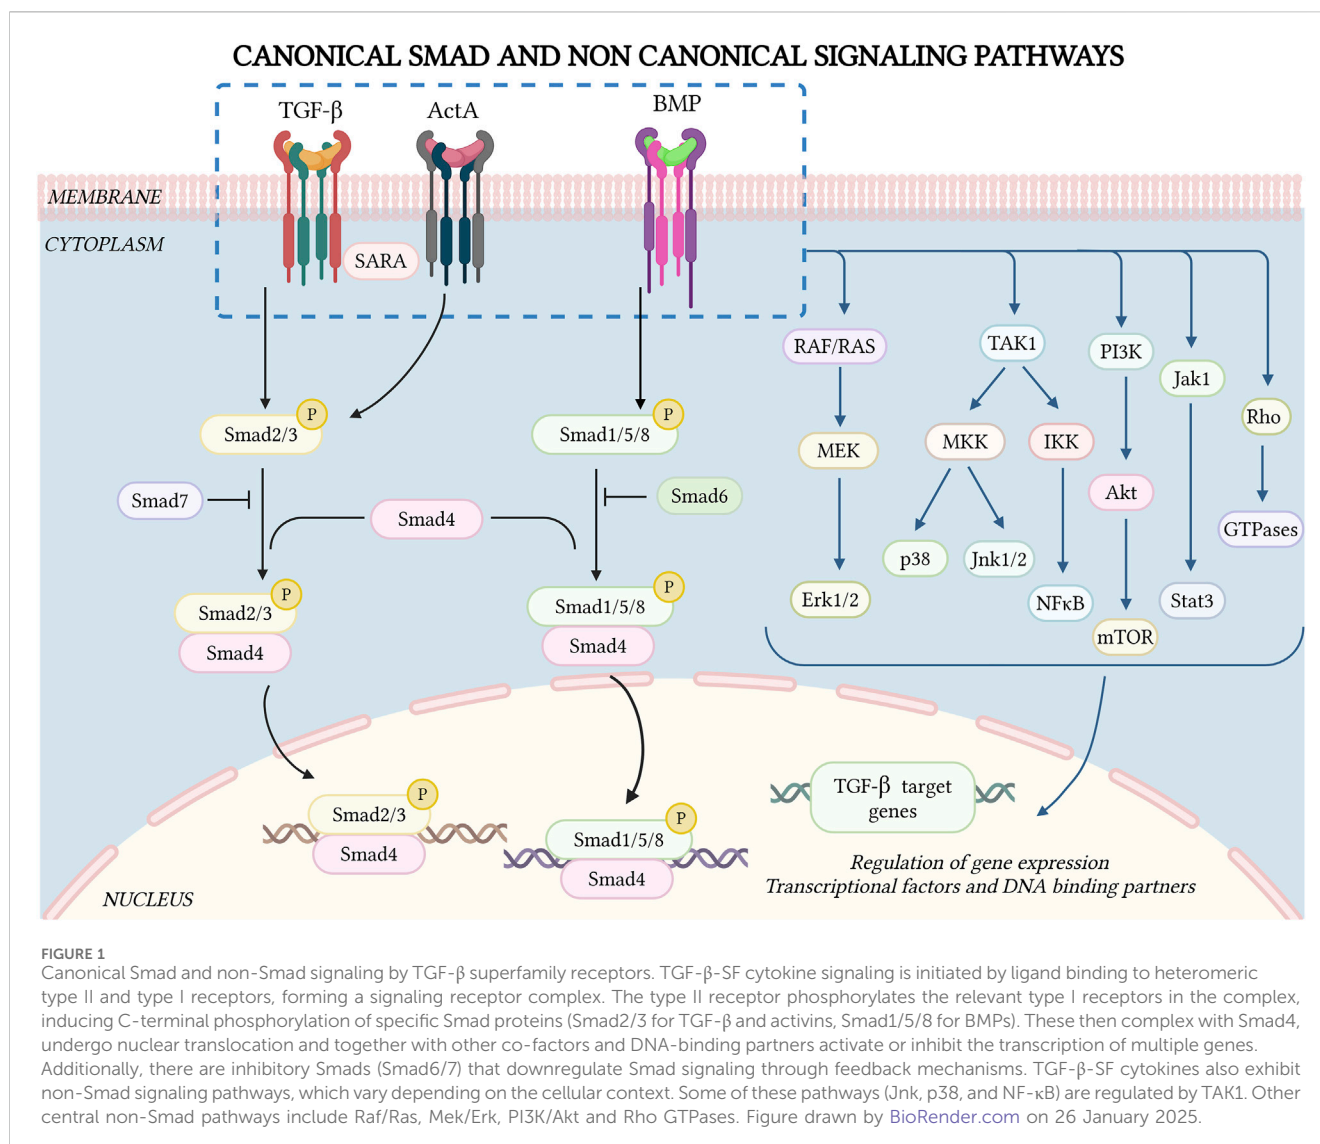 CANONICAL SMAD AND NON CANONICAL SIGNALING PATHWAYS
TGF-β
ActA
BMP
MEMBRANE
CYTOPLASM
SARA
RAF/RAS
TAK1
PI3K
Jak1
Rho
P
Smad2/3
P
Smad1/5/8
MEK
MKK
IKK
Akt
Smad7
Smad4
Smad6
GTPases
p38
Jnk1/2
P
Smad2/3
Smad4
P
Smad1/5/8
Smad4
Erk1/2
NFκB
Stat3
mTOR
P
Smad2/3
Smad4
P
Smad1/5/8
Smad4
TGF-β target
genes
Regulation of gene expression
Transcriptional factors and DNA binding partners
NUCLEUS
FIGURE 1
Canonical Smad and non-Smad signaling by TGF-β superfamily receptors. TGF-β-SF cytokine signaling is initiated by ligand binding to heteromeric
type II and type I receptors, forming a signaling receptor complex. The type II receptor phosphorylates the relevant type I receptors in the complex,
inducing C-terminal phosphorylation of specific Smad proteins (Smad2/3 for TGF-β and activins, Smad1/5/8 for BMPs). These then complex with Smad4,
undergo nuclear translocation and together with other co-factors and DNA-binding partners activate or inhibit the transcription of multiple genes.
Additionally, there are inhibitory Smads (Smad6/7) that downregulate Smad signaling through feedback mechanisms. TGF-β-SF cytokines also exhibit
non-Smad signaling pathways, which vary depending on the cellular context. Some of these pathways (Jnk, p38, and NF-κB) are regulated by TAK1. Other
central non-Smad pathways include Raf/Ras, Mek/Erk, PI3K/Akt and Rho GTPases. Figure drawn by BioRender.com on 26 January 2025.